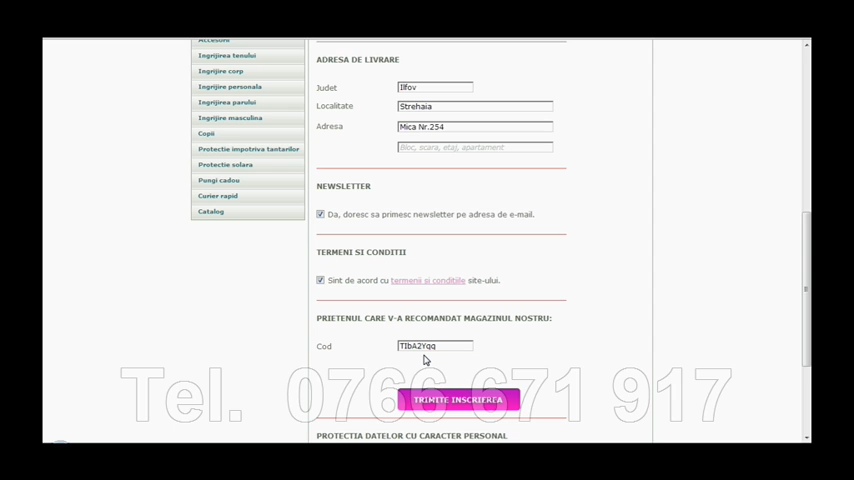 Accesorii
Ingrijirea tenului
Ingrijire corp
Ingrijire personala
Ingrijirea parului
Ingrijire masculina
Copii
Protectie impotriva tantarilor
Protectie solara
Pungi cadou
Curier rapid
Catalog
ADRESA DE LIVRARE
Judet Ilfov
Localitate Strehaia
Adresa Mica Nr.254
Bloc, scara, etaj, apartament
NEWSLETTER
Da, doresc sa primesc newsletter pe adresa de e-mail.
TERMENI SI CONDITII
Sint de acord cu termenii si conditiile site-ului.
PRIETENUL CARE V-A RECOMANDAT MAGAZINUL NOSTRU:
Cod TIbA2Yqq
Tel. 0766 671 917
TRIMITE INSCRIEREA
PROTECTIA DATELOR CU CARACTER PERSONAL